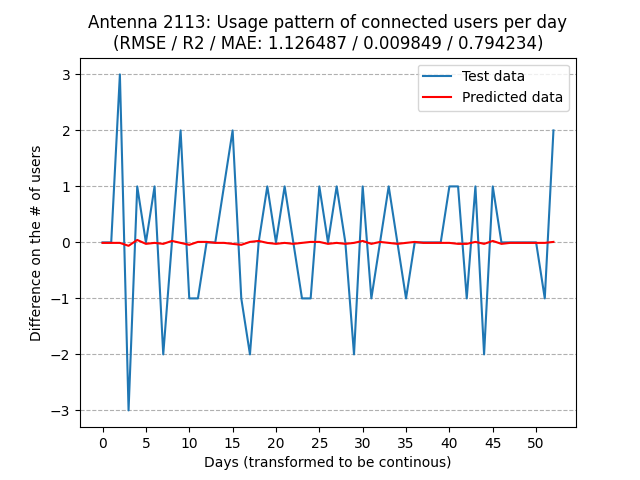 Antenna 2113: Usage pattern of connected users per day
(RMSE / R2 / MAE: 1.126487 / 0.009849 / 0.794234)
Test data
Predicted data
Difference on the # of users
3
2
1
0
−1
−2
−3
0 5 10 15 20 25 30 35 40 45 50
Days (transformed to be continous)